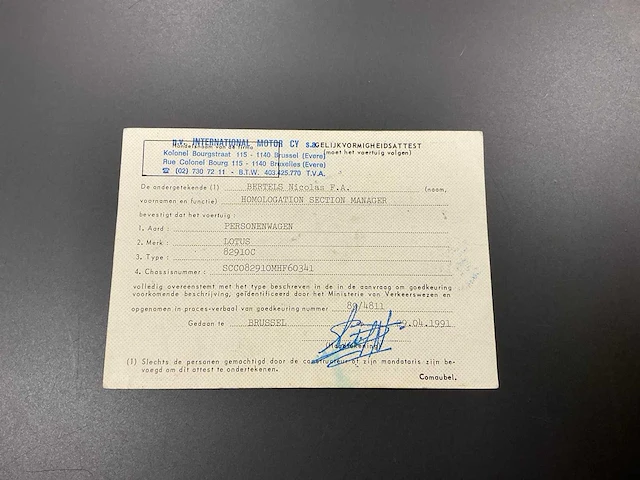 N.V. INTERNATIONAL MOTOR CY S.A.
Kolonel Bourgstraat 115 - 1140 Brussel (Evere)
Rue Colonel Bourg 115 - 1140 Bruxelles (Evere)
☎ (02) 730 72 11 - B.T.W. 403.425.770 T.V.A.
GELIJKVORMIGHEIDSATTEST
(moet het voertuig volgen)
De ondergetekende (1) BERTELS Nicolas F.A. (naam,
voornamen en functie) HOMOLOGATION SECTION MANAGER
bevestigt dat het voertuig :
1. Aard : PERSONENWAGEN
2. Merk : LOTUS
3. Type : 82910C
4. Chassisnummer : SCC082910MHF60341
volledig overeenstemt met het type beschreven in de in de aanvraag om goedkeuring
voorkomende beschrijving, geïdentificeerd door het Ministerie van Verkeerswezen en
opgenomen in proces-verbaal van goedkeuring nummer 89/4811
Gedaan te BRUSSEL .04.1991
(1) Slechts de personen gemachtigd door de constructeur of zijn mandataris zijn be-
voegd om dit attest te ondertekenen.
Comaubel.